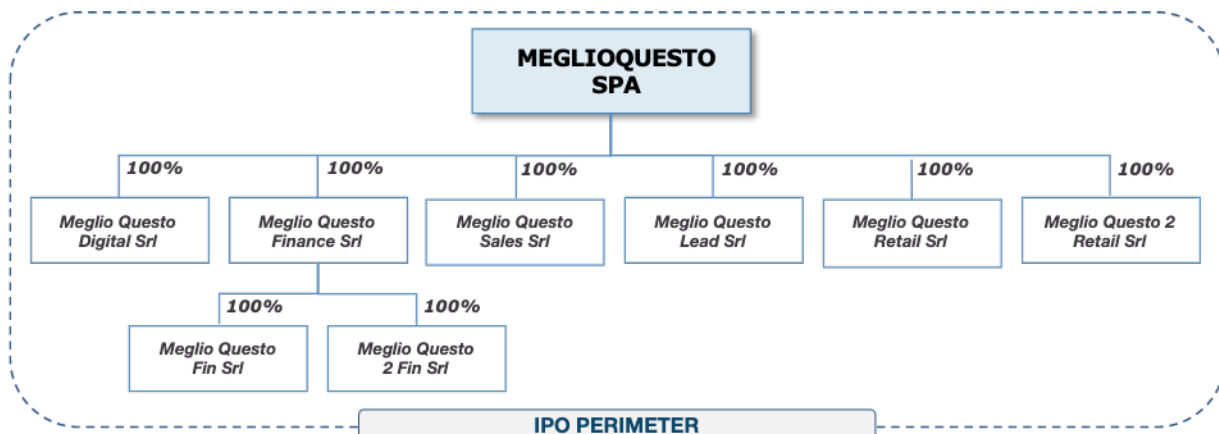 MEGLIOQUESTO
SPA
100%
100%
100%
100%
100%
100%
Meglio Questo
Digital Srl
Meglio Questo
Finance Srl
Meglio Questo
Sales Srl
Meglio Questo
Lead Srl
Meglio Questo
Retail Srl
Meglio Questo 2
Retail Srl
100%
100%
Meglio Questo
Fin Srl
Meglio Questo
2 Fin Srl
IPO PERIMETER